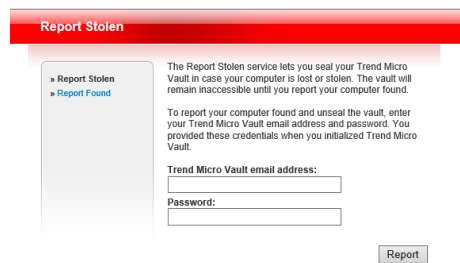 Report Stolen
» Report Stolen
» Report Found
The Report Stolen service lets you seal your Trend Micro
Vault in case your computer is lost or stolen. The vault will
remain inaccessible until you report your computer found.
To report your computer found and unseal the vault, enter
your Trend Micro Vault email address and password. You
provided these credentials when you initialized Trend Micro
Vault.
Trend Micro Vault email address:
Password:
Report